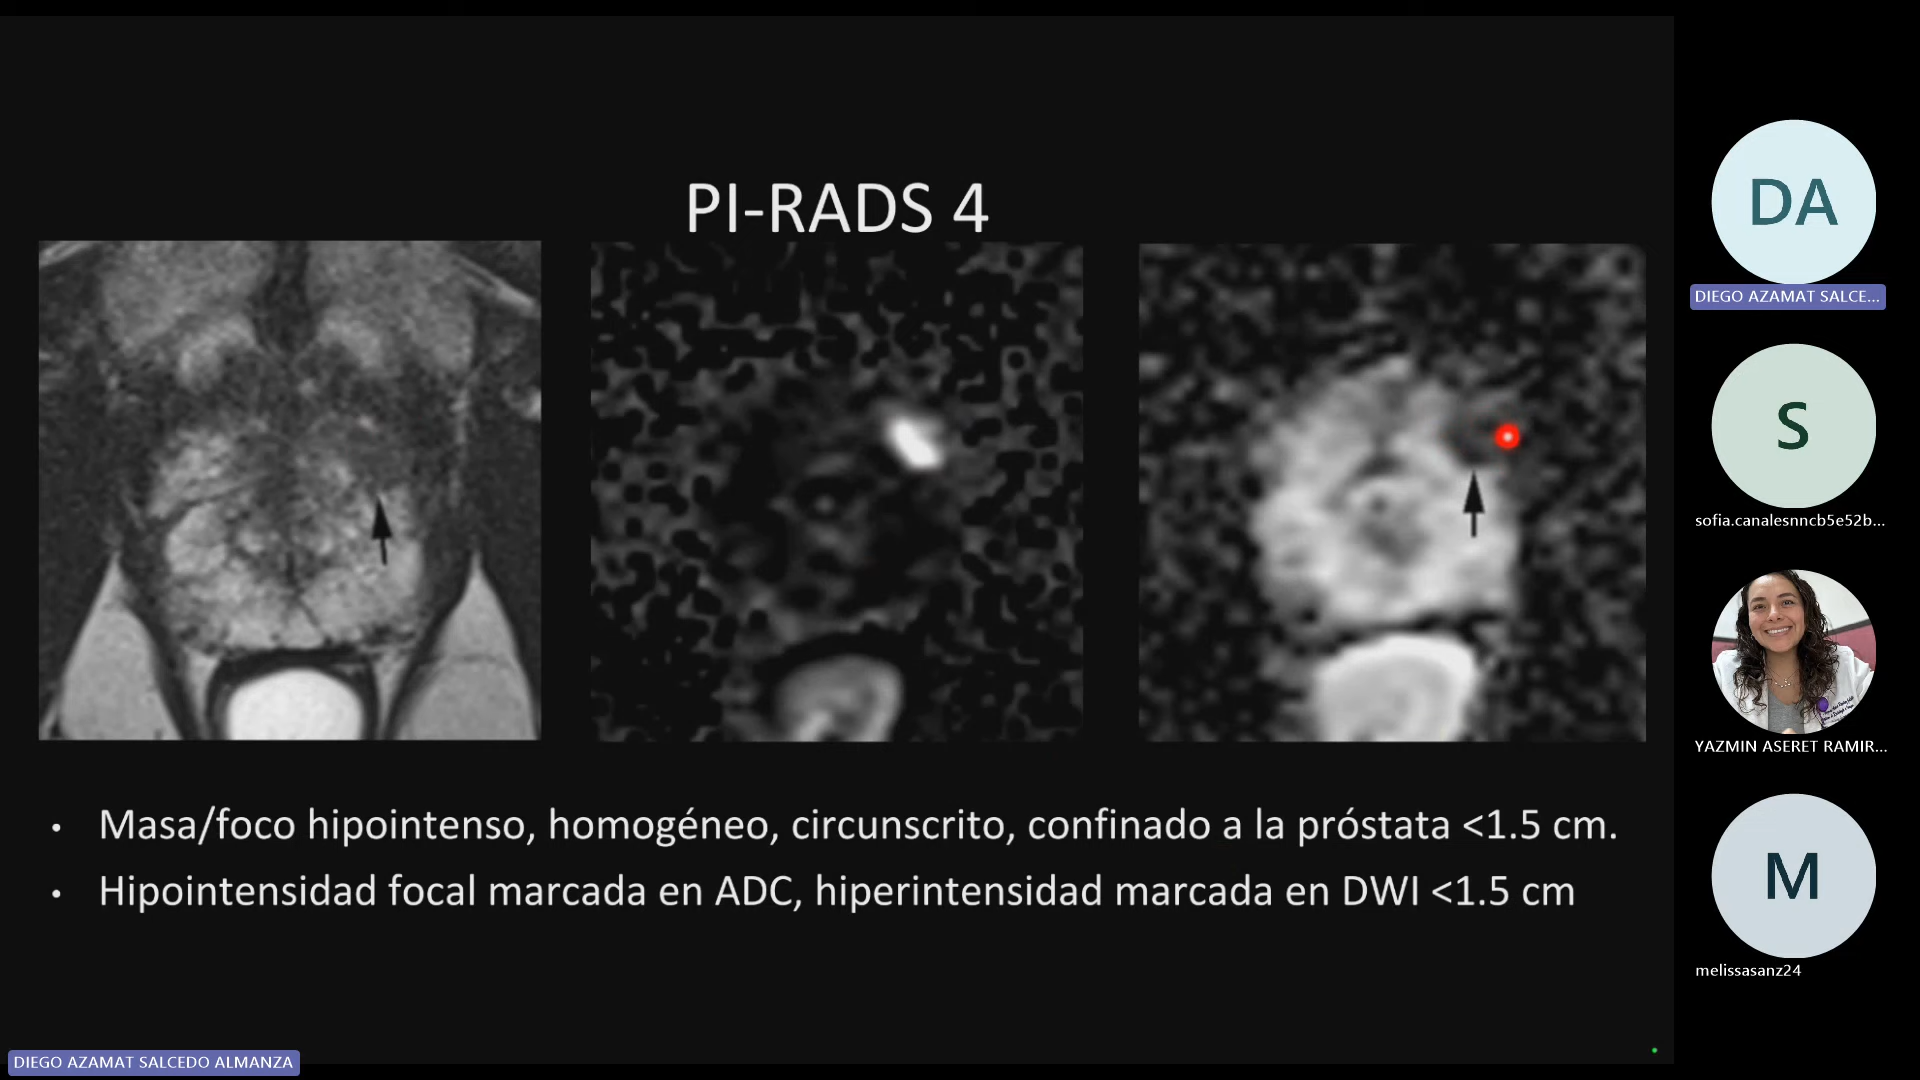 PI-RADS 4
• Masa/foco hipointenso, homogéneo, circunscrito, confinado a la próstata <1.5 cm.
• Hipointensidad focal marcada en ADC, hiperintensidad marcada en DWI <1.5 cm
DIEGO AZAMAT SALCEDO ALMANZA
DA
DIEGO AZAMAT SALCE...
S
sofia.canalesnncb5e52b...
YAZMIN ASERET RAMIR...
M
melissasanz24